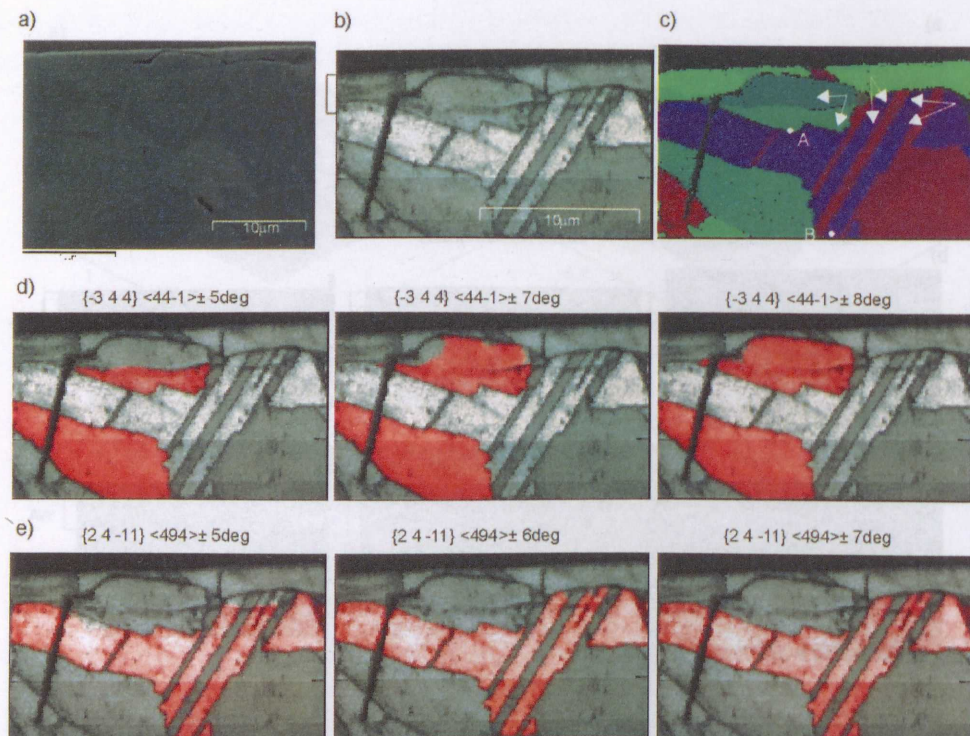 a)
b)
c)
10µm
10µm
A
B
d)
{-3 4 4} <44-1>± 5deg
{-3 4 4} <44-1>± 7deg
{-3 4 4} <44-1>± 8deg
e)
{2 4 -11} <494>± 5deg
{2 4 -11} <494>± 6deg
{2 4 -11} <494>± 7deg